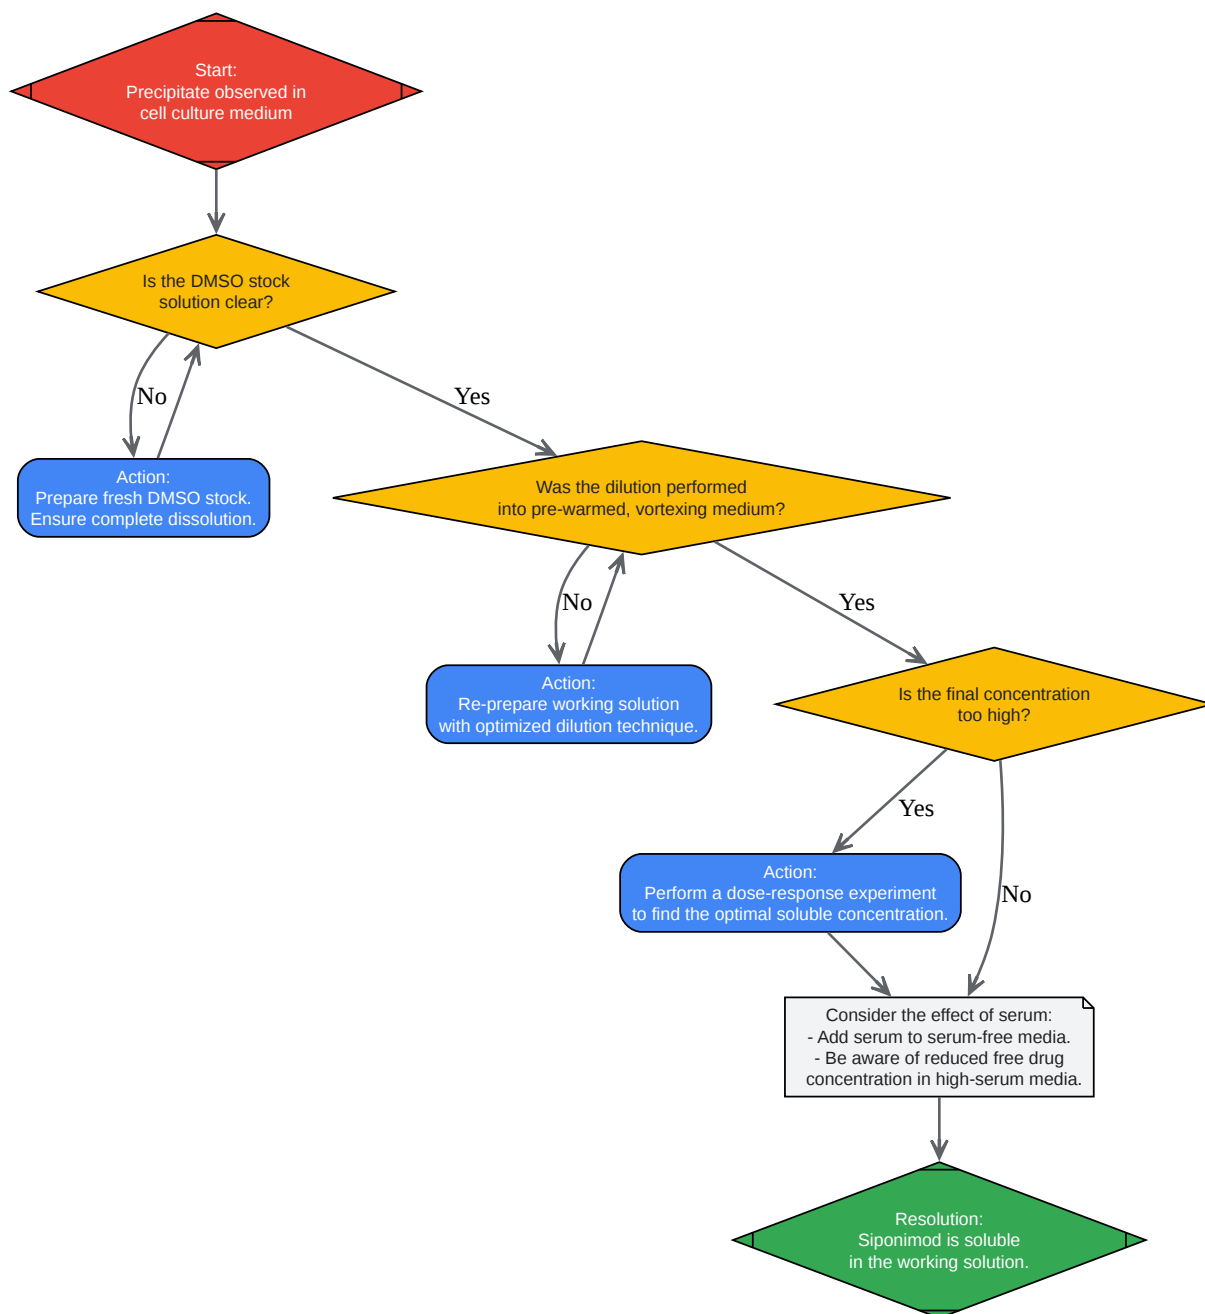 Start:
Precipitate observed in
cell culture medium
Is the DMSO stock
solution clear?
No
Yes
Action:
Prepare fresh DMSO stock.
Ensure complete dissolution.
Was the dilution performed
into pre-warmed, vortexing medium?
No
Yes
Action:
Re-prepare working solution
with optimized dilution technique.
Is the final concentration
too high?
Yes
No
Action:
Perform a dose-response experiment
to find the optimal soluble concentration.
Consider the effect of serum:
- Add serum to serum-free media.
- Be aware of reduced free drug
concentration in high-serum media.
Resolution:
Siponimod is soluble
in the working solution.